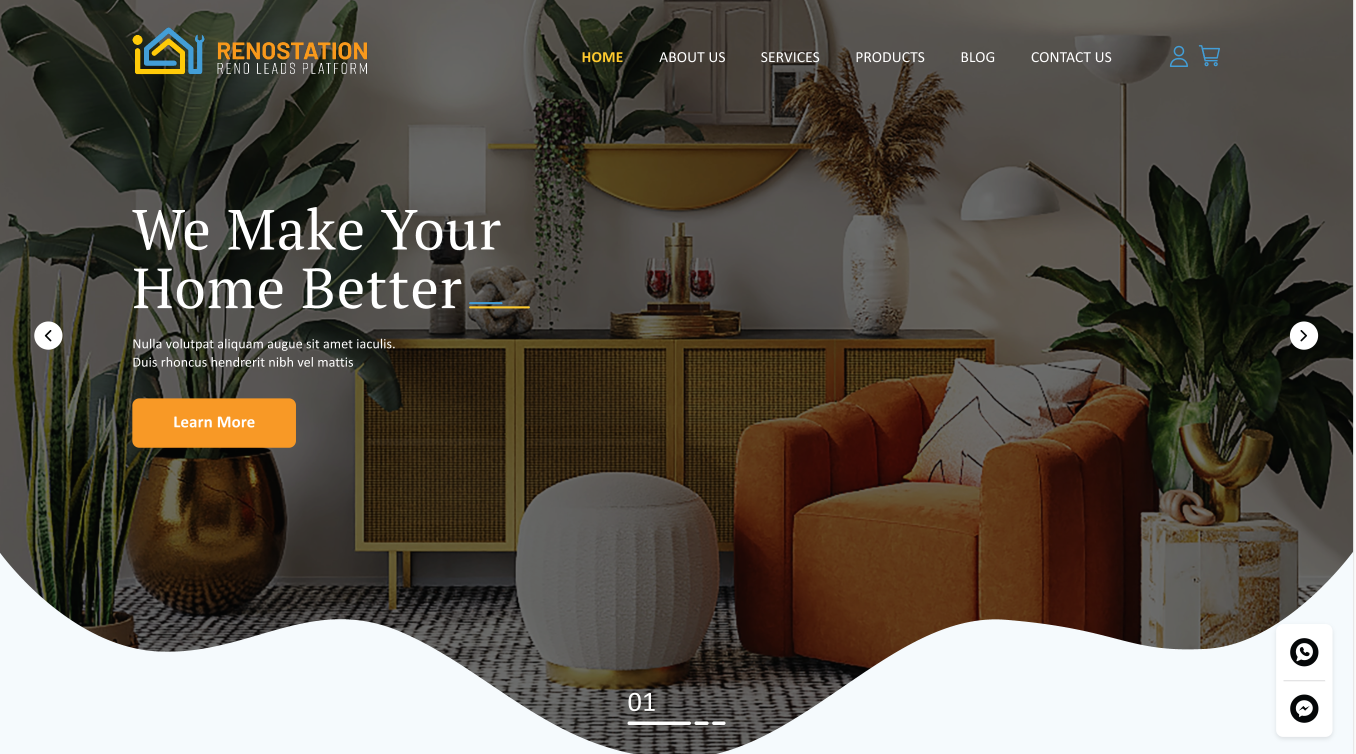 RENOSTATION
RENO LEADS PLATFORM
HOME ABOUT US SERVICES PRODUCTS BLOG CONTACT US
We Make Your
Home Better
Nulla volutpat aliquam augue sit amet iaculis.
Duis rhoncus hendrerit nibh vel mattis
Learn More
01